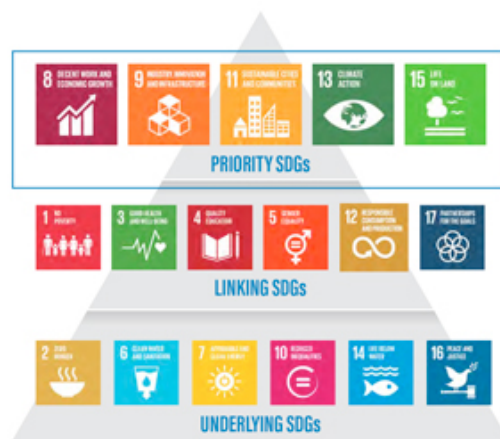 8 DECENT WORK AND
ECONOMIC GROWTH
9 INDUSTRY, INNOVATION
AND INFRASTRUCTURE
11 SUSTAINABLE CITIES
AND COMMUNITIES
13 CLIMATE
ACTION
15 LIFE
ON LAND
PRIORITY SDGs
1 NO
POVERTY
3 GOOD HEALTH
AND WELL-BEING
4 QUALITY
EDUCATION
5 GENDER
EQUALITY
12 RESPONSIBLE
CONSUMPTION
AND PRODUCTION
17 PARTNERSHIPS
FOR THE GOALS
LINKING SDGs
2 ZERO
HUNGER
6 CLEAN WATER
AND SANITATION
7 AFFORDABLE AND
CLEAN ENERGY
10 REDUCED
INEQUALITIES
14 LIFE BELOW
WATER
16 PEACE AND
JUSTICE
UNDERLYING SDGs